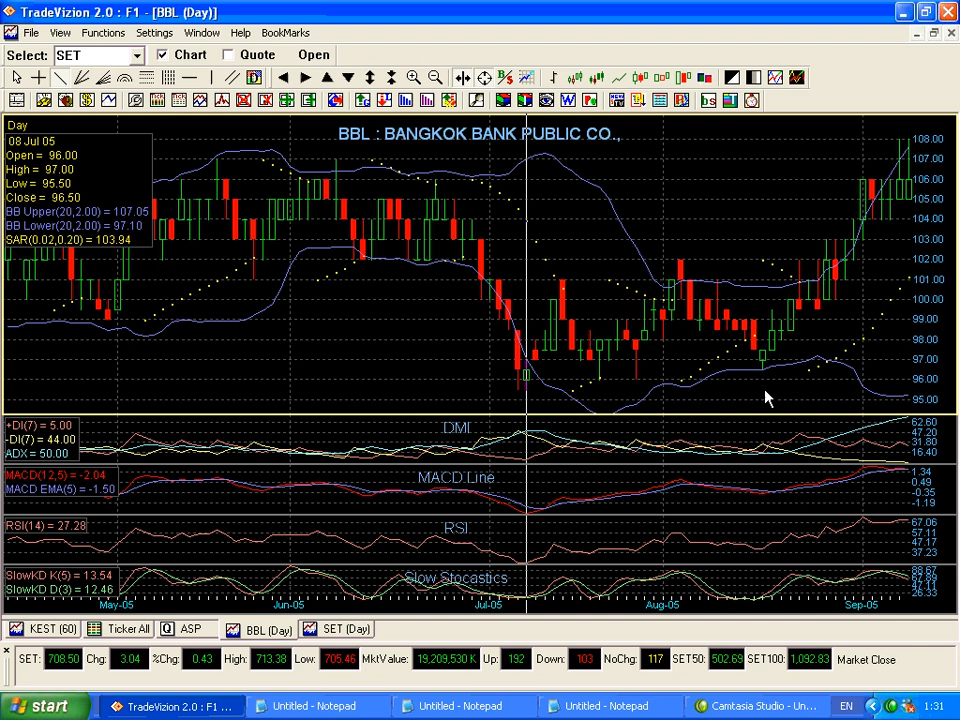 TradeVizion 2.0 : F1 - [BBL (Day)]
File View Functions Settings Window Help BookMarks
Select: SET Chart Quote Open
Day
08 Jul 05
Open = 96.00
High = 97.00
Low = 95.50
Close = 96.50
BB Upper(20,2.00) = 107.05
BB Lower(20,2.00) = 97.10
SAR(0.02,0.20) = 103.94
BBL : BANGKOK BANK PUBLIC CO.,
108.00
107.00
106.00
105.00
104.00
103.00
102.00
101.00
100.00
99.00
98.00
97.00
96.00
95.00
+DI(7) = 5.00
-DI(7) = 44.00
ADX = 50.00
DMI
62.60
47.20
31.80
16.40
MACD(12,5) = -2.04
MACD EMA(5) = -1.50
MACD Line
1.34
0.49
-0.35
-1.19
RSI(14) = 27.28
RSI
67.06
57.11
47.17
37.23
SlowKD K(5) = 13.54
SlowKD D(3) = 12.46
Slow Stocastics
88.67
67.89
47.11
26.33
May-05 Jun-05 Jul-05 Aug-05 Sep-05
KEST (60) Ticker All Q ASP BBL (Day) SET (Day)
SET: 708.50 Chg: 3.04 %Chg: 0.43 High: 713.38 Low: 705.46 MktValue: 19,209,530 K Up: 192 Down: 103 NoChg: 117 SET50: 502.69 SET100: 1,092.83 Market Close
start TradeVizion 2.0 : F1 ... Untitled - Notepad Untitled - Notepad Untitled - Notepad Camtasia Studio - Un... EN 1:31